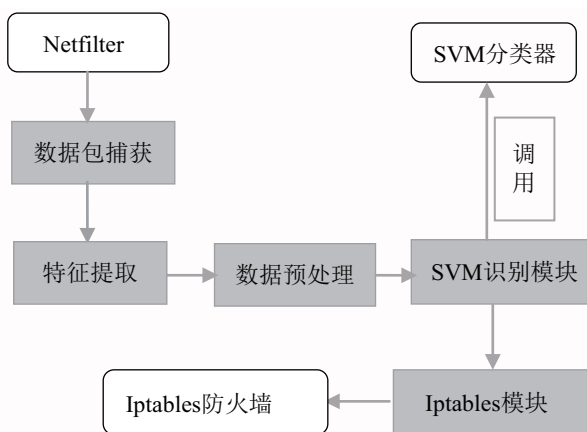 Netfilter
SVM分类器
数据包捕获
调
用
特征提取
数据预处理
SVM识别模块
Iptables防火墙
Iptables模块